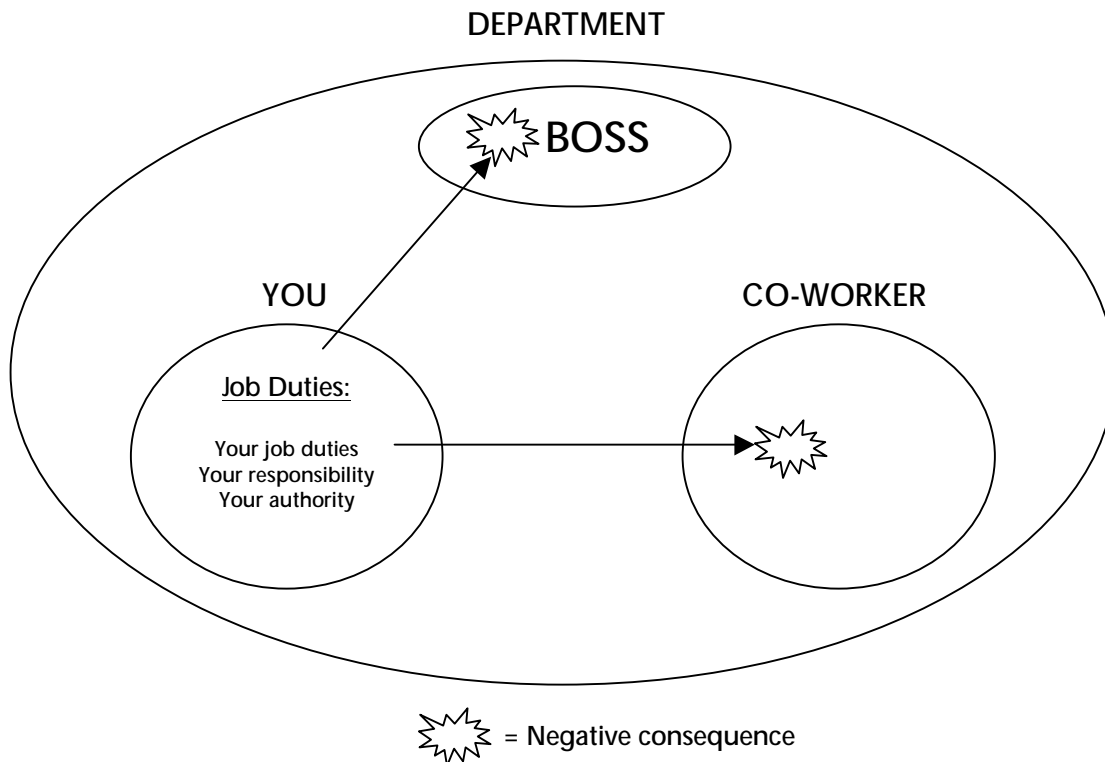 DEPARTMENT
BOSS
YOU
CO-WORKER
Job Duties:
Your job duties
Your responsibility
Your authority
= Negative consequence